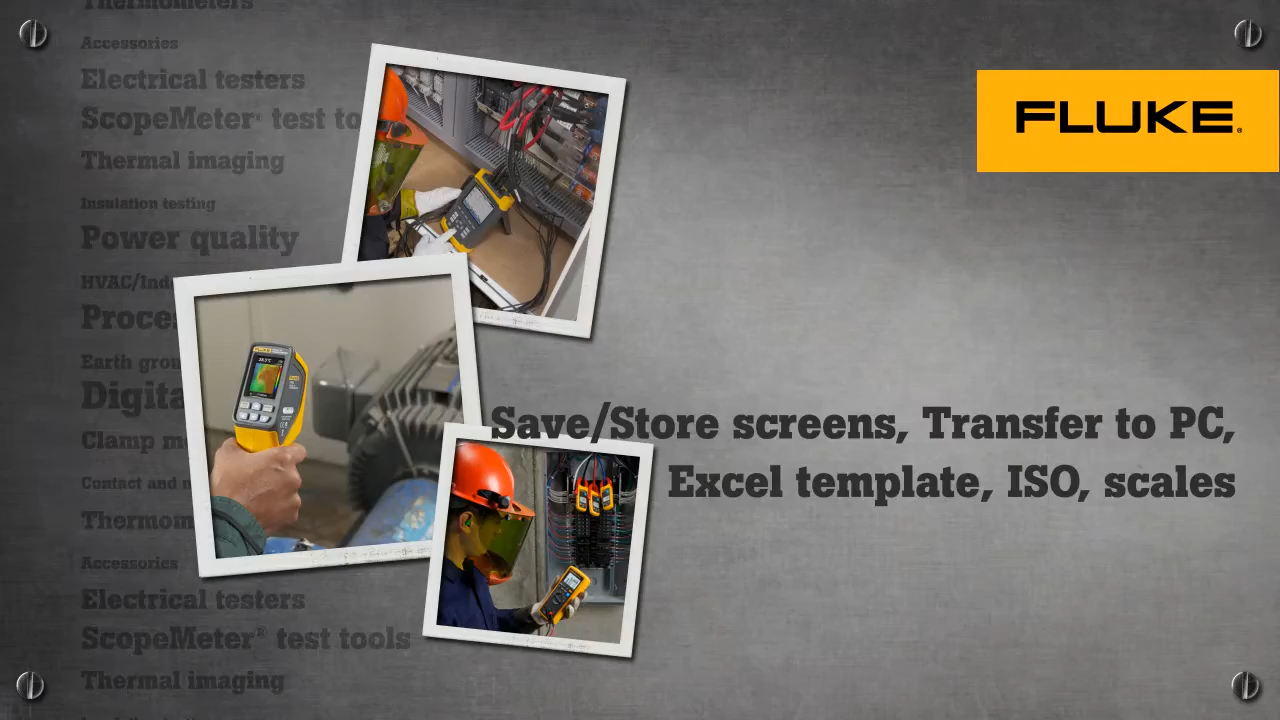 Thermometers
Accessories
Electrical testers
ScopeMeter® test to
Thermal imaging
Insulation testing
Power quality
HVAC/Ind
Proces
Earth grou
Digita
Clamp m
Contact and n
Thermom
Accessories
Electrical testers
ScopeMeter® test tools
Thermal imaging
FLUKE®
Save/Store screens, Transfer to PC,
Excel template, ISO, scales